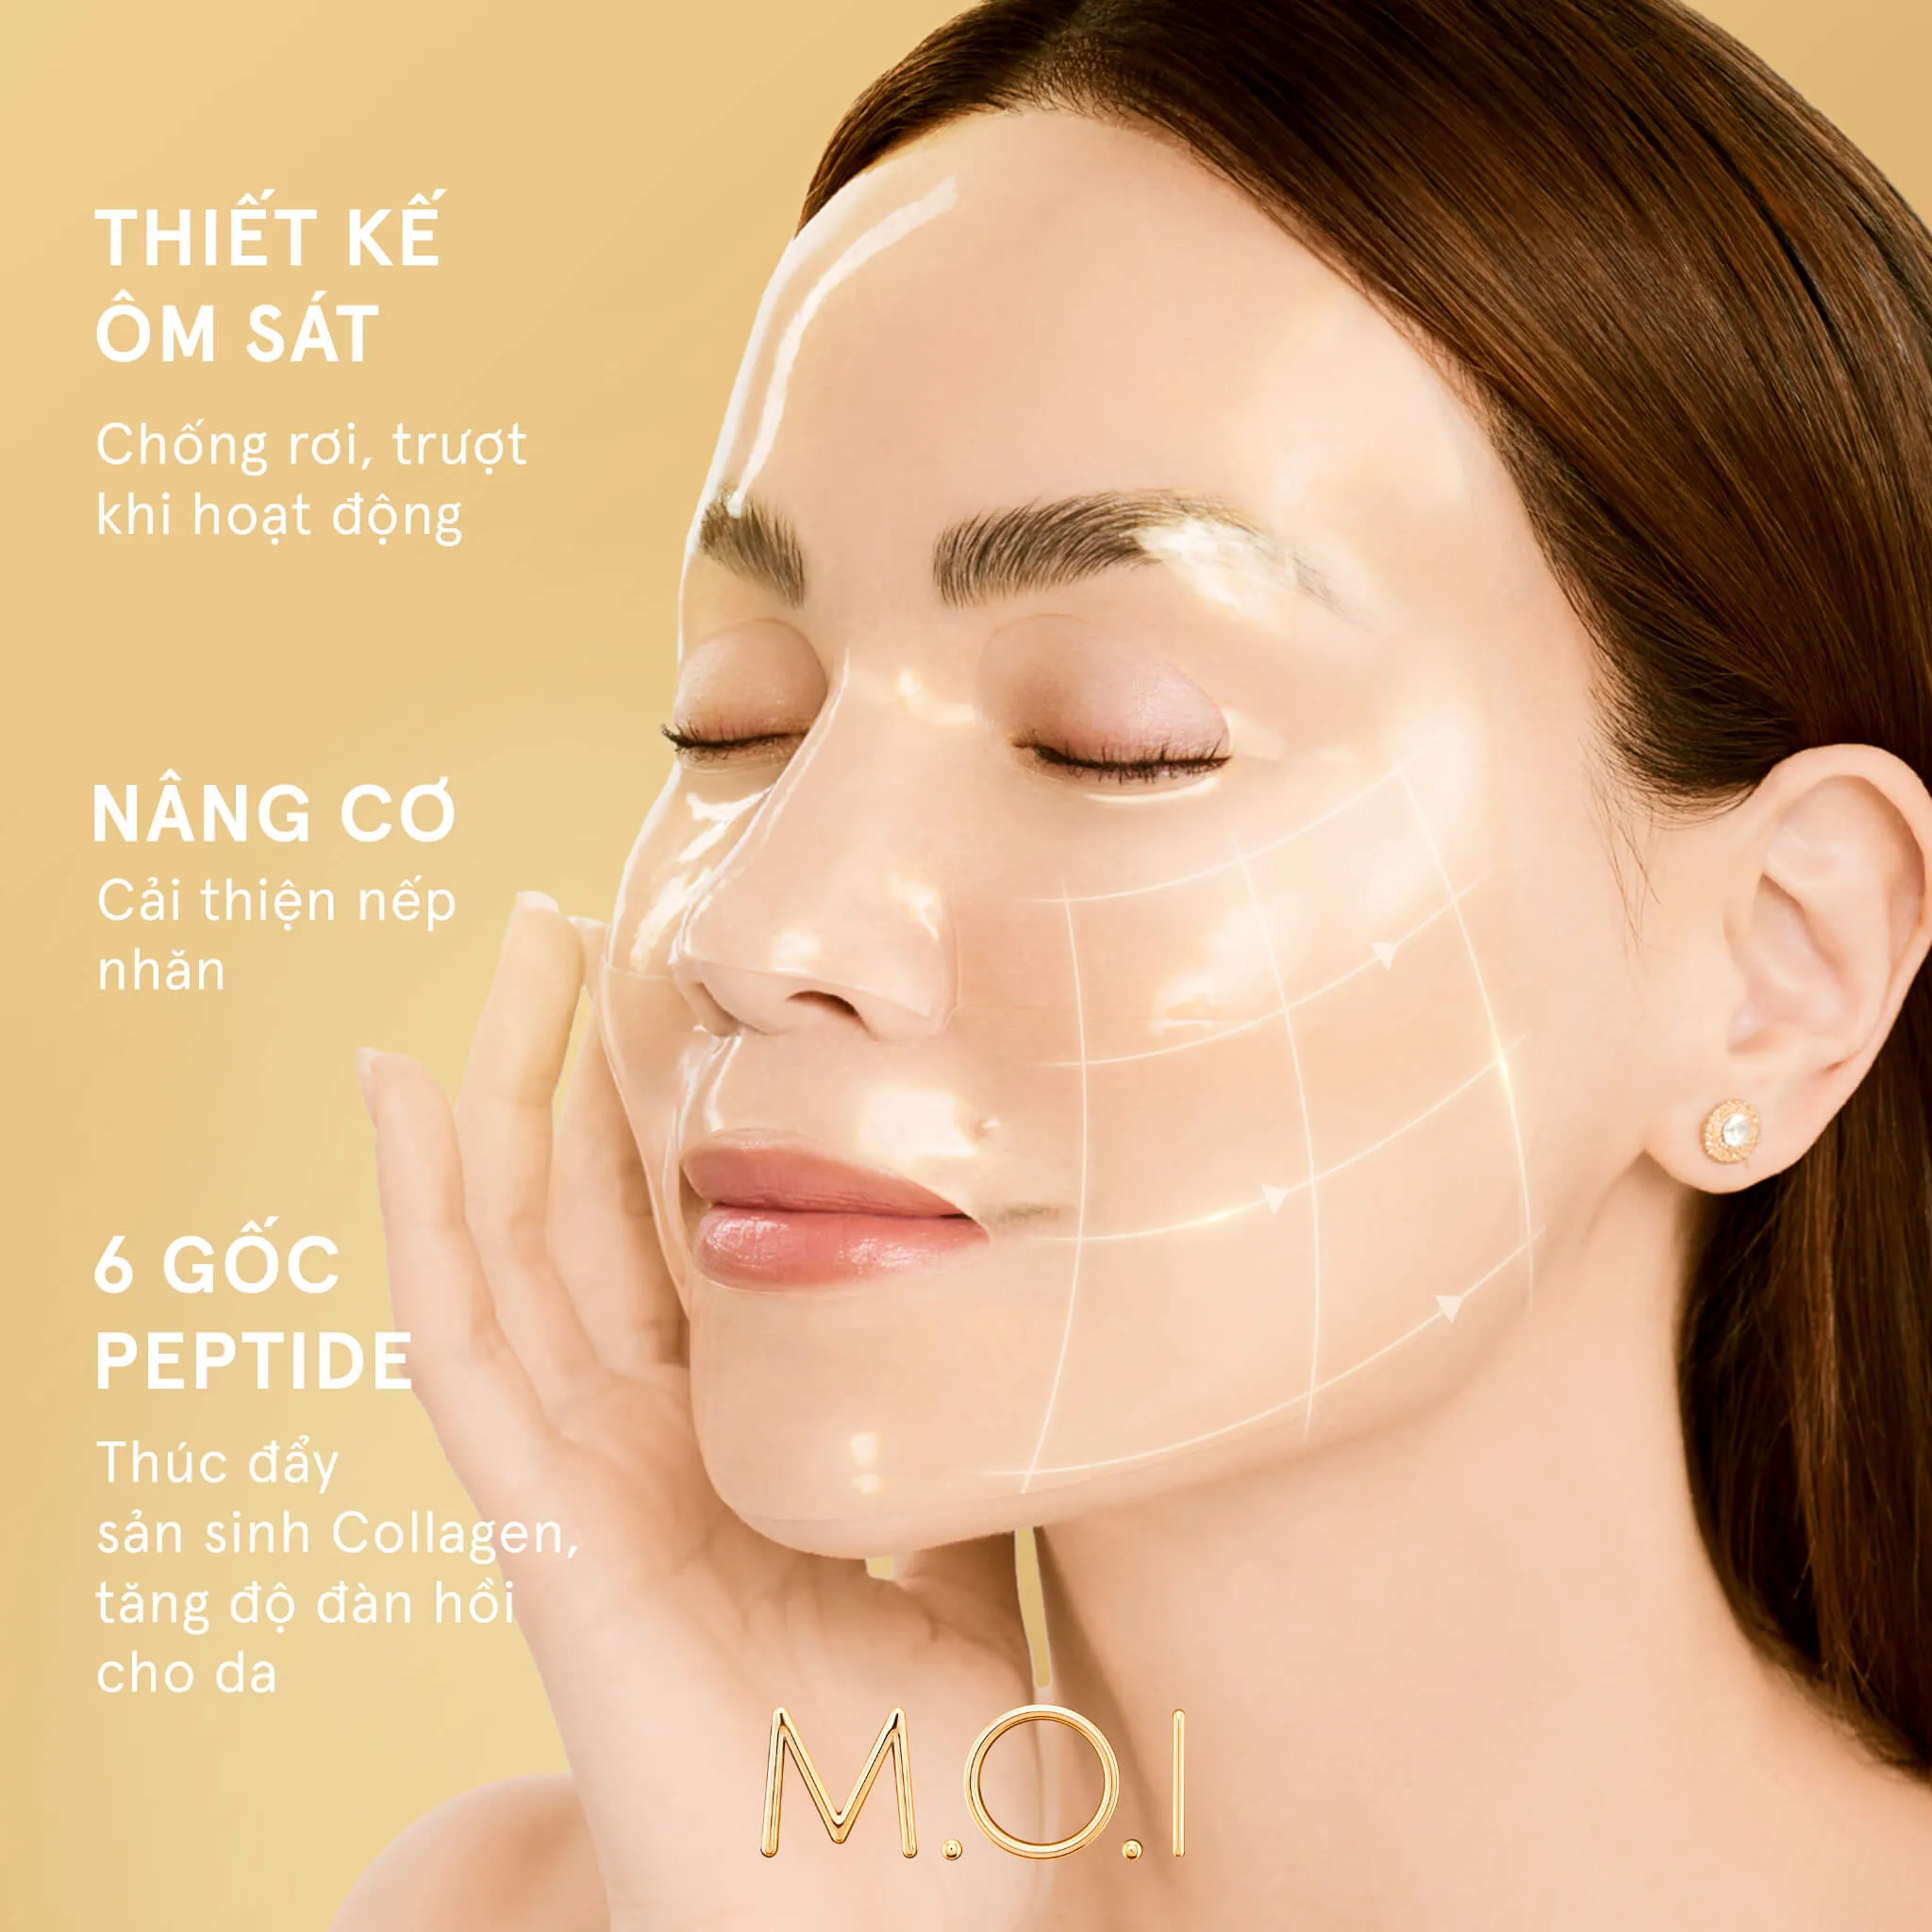 THIẾT KẾ
ÔM SÁT
Chống rơi, trượt
khi hoạt động
NÂNG CƠ
Cải thiện nếp
nhăn
6 GỐC
PEPTIDE
Thúc đẩy
sản sinh Collagen,
tăng độ đàn hồi
cho da
M.O.I